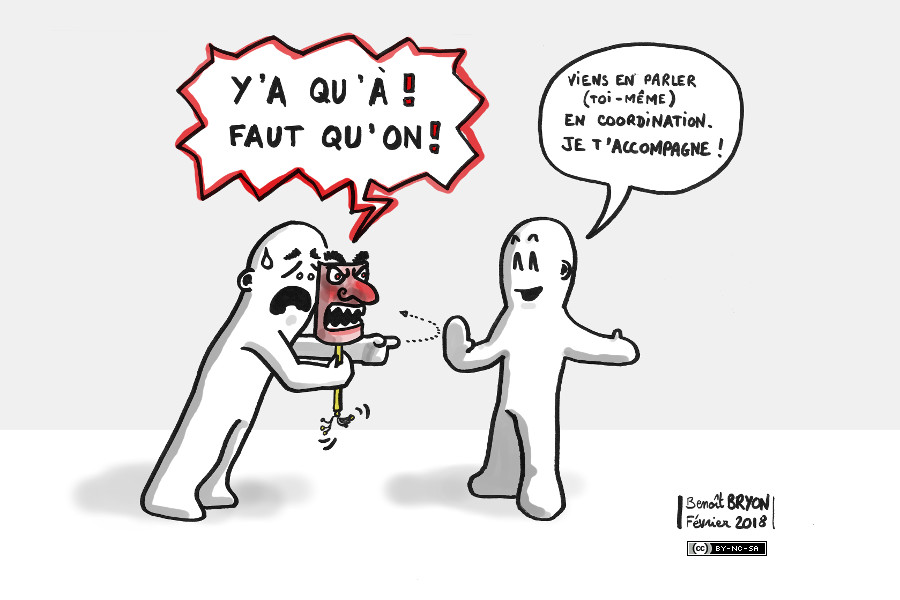 Y'A QU'À !
FAUT QU'ON !
VIENS EN PARLER
(TOI-MÊME)
EN COORDINATION.
JE T'ACCOMPAGNE !
Benoît BRYON
Février 2018
(cc) BY-NC-SA